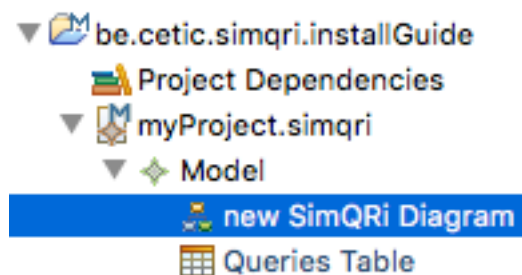 be.cetic.simqri.installGuide
Project Dependencies
myProject.simqri
Model
new SimQRi Diagram
Queries Table